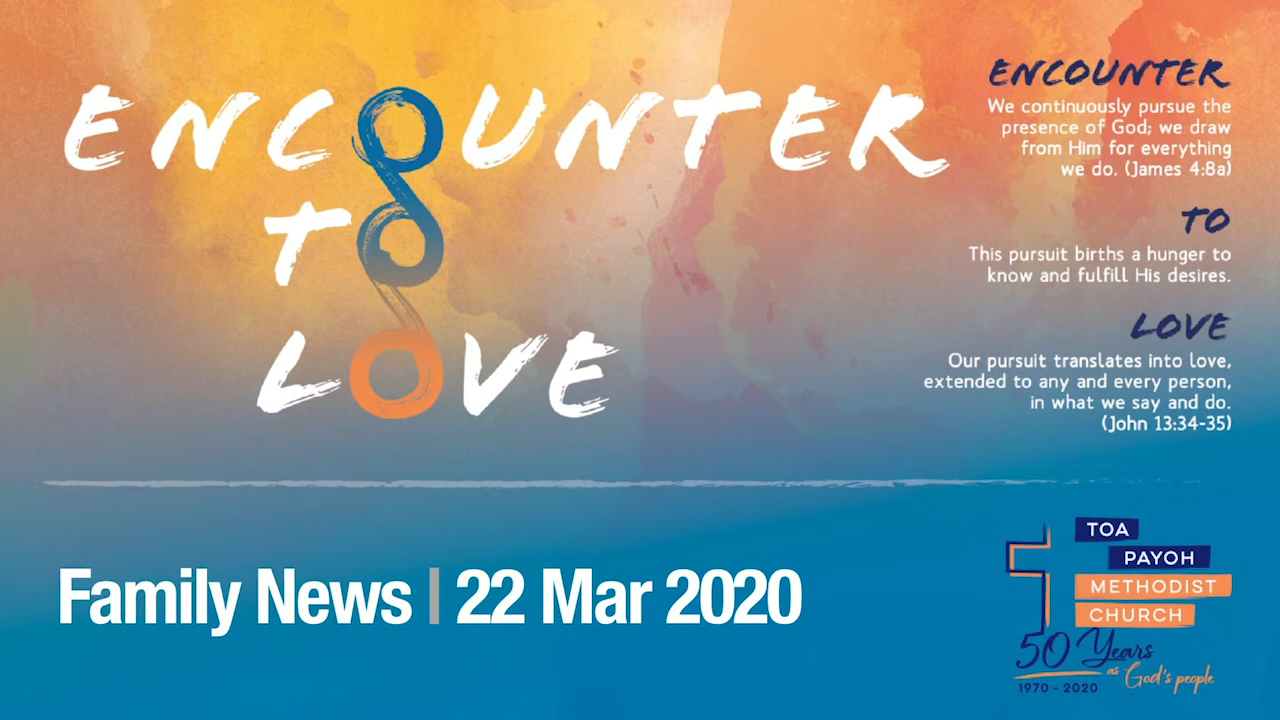 ENCOUNTER
TO
LOVE
ENCOUNTER
We continuously pursue the
presence of God; we draw
from Him for everything
we do. (James 4:8a)
TO
This pursuit births a hunger to
know and fulfill His desires.
LOVE
Our pursuit translates into love,
extended to any and every person,
in what we say and do.
(John 13:34-35)
Family News | 22 Mar 2020
TOA
PAYOH
METHODIST
CHURCH
50 Years
as God's people
1970 - 2020